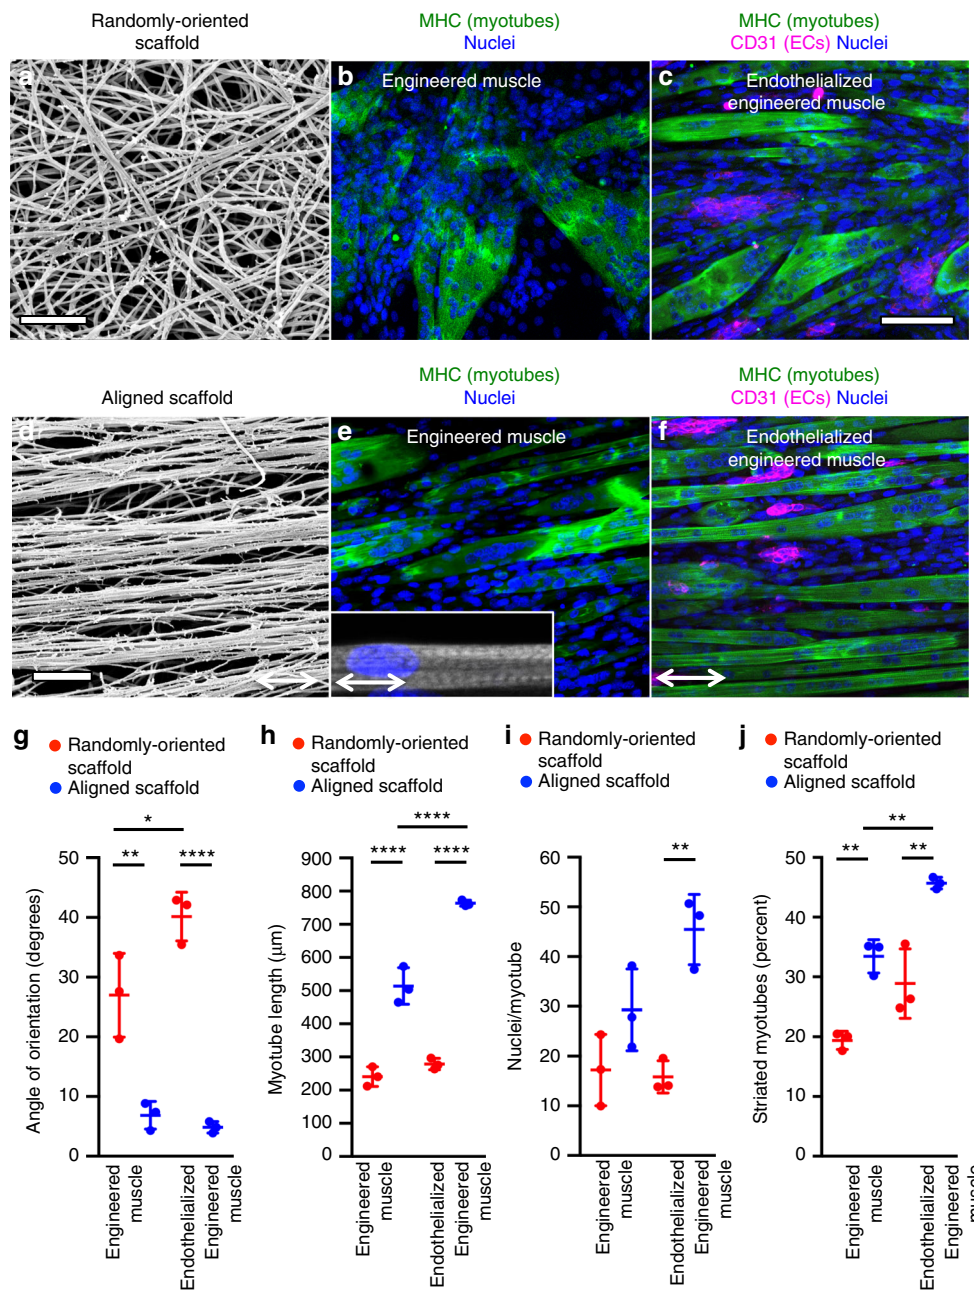 Randomly-oriented
scaffold
MHC (myotubes)
Nuclei
MHC (myotubes)
CD31 (ECs) Nuclei
a
b
Engineered muscle
c
Endothelialized
engineered muscle
Aligned scaffold
MHC (myotubes)
Nuclei
MHC (myotubes)
CD31 (ECs) Nuclei
d
e
Engineered muscle
f
Endothelialized
engineered muscle
g
Randomly-oriented
scaffold
Aligned scaffold
*
** ****
50
40
30
20
10
0
Angle of orientation (degrees)
Engineered
muscle
Endothelialized
Engineered
muscle
h
Randomly-oriented
scaffold
Aligned scaffold
****
**** ****
900
800
700
600
500
400
300
200
100
0
Myotube length (μm)
Engineered
muscle
Endothelialized
Engineered
muscle
i
Randomly-oriented
scaffold
Aligned scaffold
**
60
50
40
30
20
10
0
Nuclei/myotube
Engineered
muscle
Endothelialized
Engineered
muscle
j
Randomly-oriented
scaffold
Aligned scaffold
**
** **
50
40
30
20
10
0
Striated myotubes (percent)
Engineered
muscle
Endothelialized
Engineered
muscle